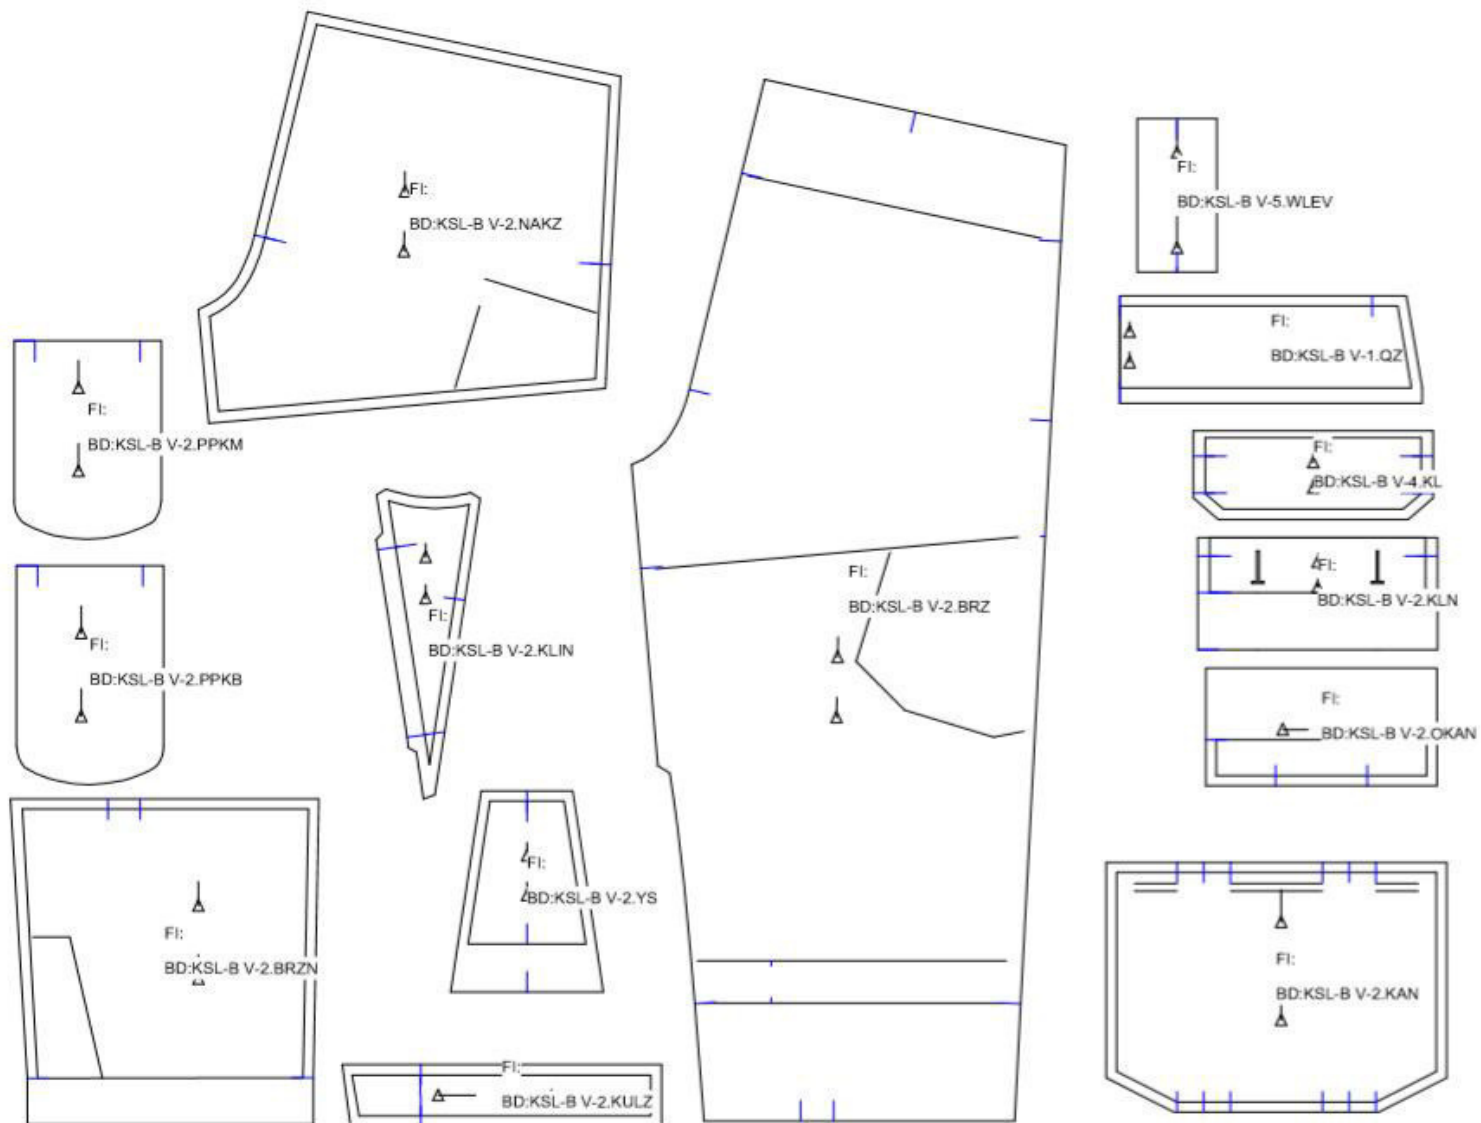 FI:
BD:KSL-B V-2.NAKZ
FI:
BD:KSL-B V-5.WLEV
FI:
BD:KSL-B V-1.QZ
FI:
BD:KSL-B V-2.PPKM
FI:
BD:KSL-B V-4.KL
FI:
BD:KSL-B V-2.BRZ
FI:
BD:KSL-B V-2.KLN
FI:
BD:KSL-B V-2.KLIN
FI:
BD:KSL-B V-2.PPKB
FI:
BD:KSL-B V-2.OKAN
FI:
BD:KSL-B V-2.YS
FI:
BD:KSL-B V-2.BRZN
FI:
BD:KSL-B V-2.KAN
FI:
BD:KSL-B V-2.KULZ